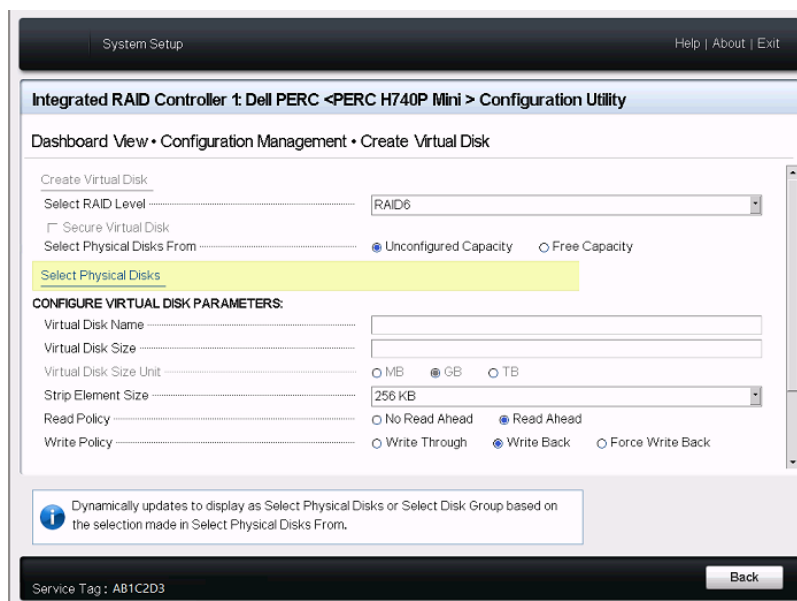 System Setup
Help | About | Exit
Integrated RAID Controller 1: Dell PERC <PERC H740P Mini > Configuration Utility
Dashboard View • Configuration Management • Create Virtual Disk
Create Virtual Disk
Select RAID Level RAID6
Secure Virtual Disk
Select Physical Disks From Unconfigured Capacity Free Capacity
Select Physical Disks
CONFIGURE VIRTUAL DISK PARAMETERS:
Virtual Disk Name
Virtual Disk Size
Virtual Disk Size Unit MB GB TB
Strip Element Size 256 KB
Read Policy No Read Ahead Read Ahead
Write Policy Write Through Write Back Force Write Back
Dynamically updates to display as Select Physical Disks or Select Disk Group based on
the selection made in Select Physical Disks From.
Back
Service Tag : AB1C2D3